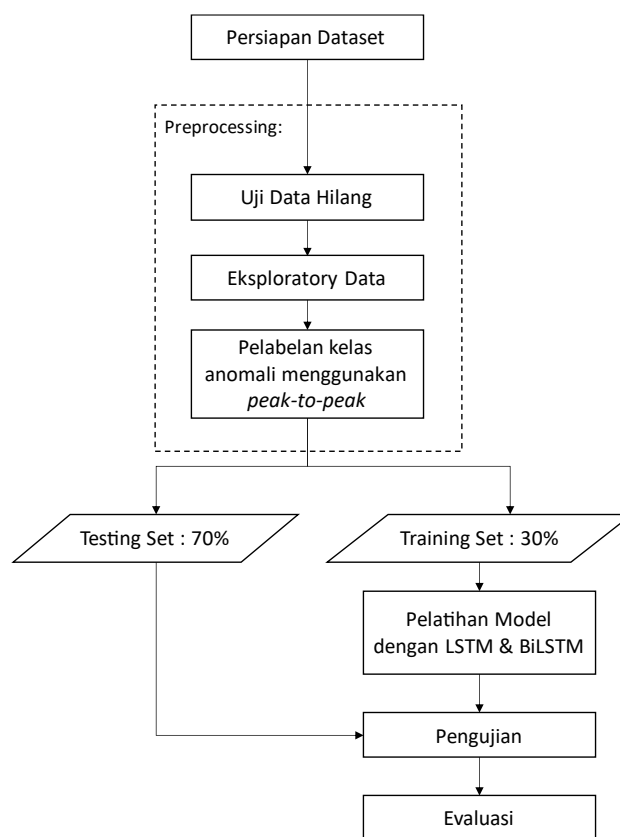 Persiapan Dataset
Preprocessing:
Uji Data Hilang
Eksploratory Data
Pelabelan kelas
anomali menggunakan
peak-to-peak
Testing Set : 70%
Training Set : 30%
Pelatihan Model
dengan LSTM & BiLSTM
Pengujian
Evaluasi